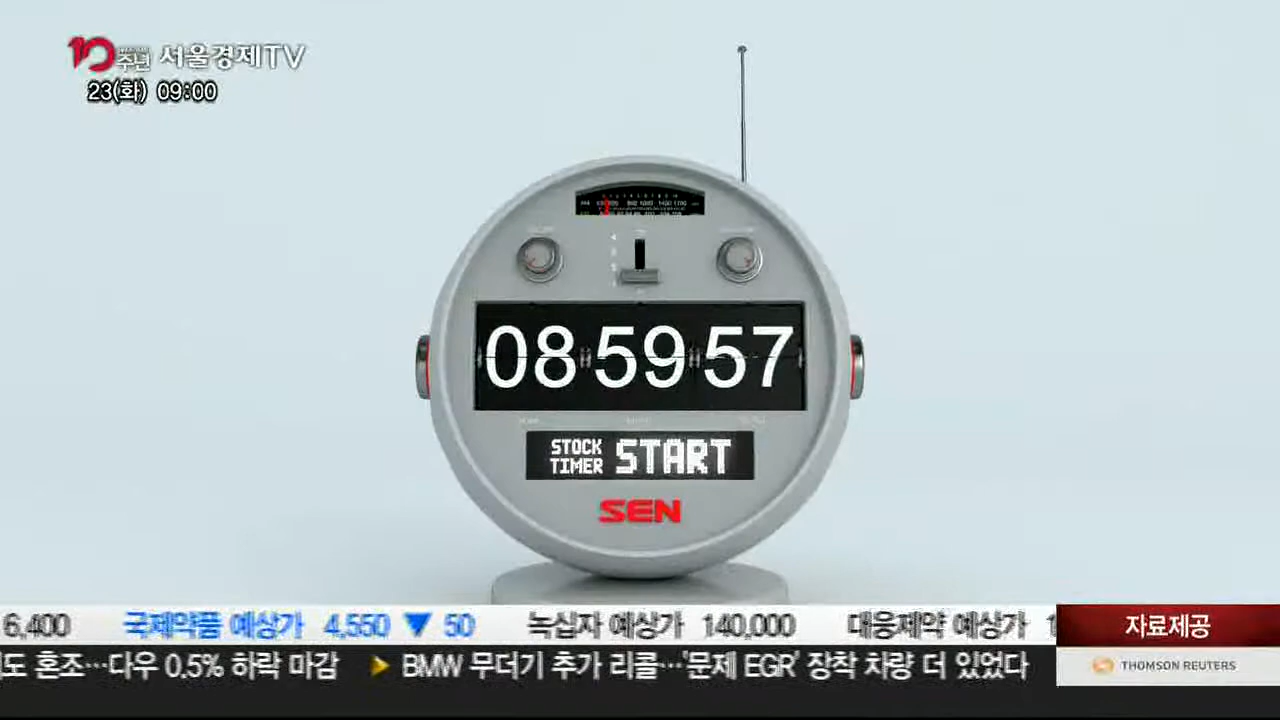 10주년 서울경제TV
23(화) 09:00
08 59 57
STOCK TIMER START
SEN
6,400 국제약품 예상가 4,550 ▼ 50 녹십자 예상가 140,000 대웅제약 예상가
자료제공
도 혼조…다우 0.5% 하락 마감 ▶ BMW 무더기 추가 리콜…'문제 EGR' 장착 차량 더 있었다
THOMSON REUTERS